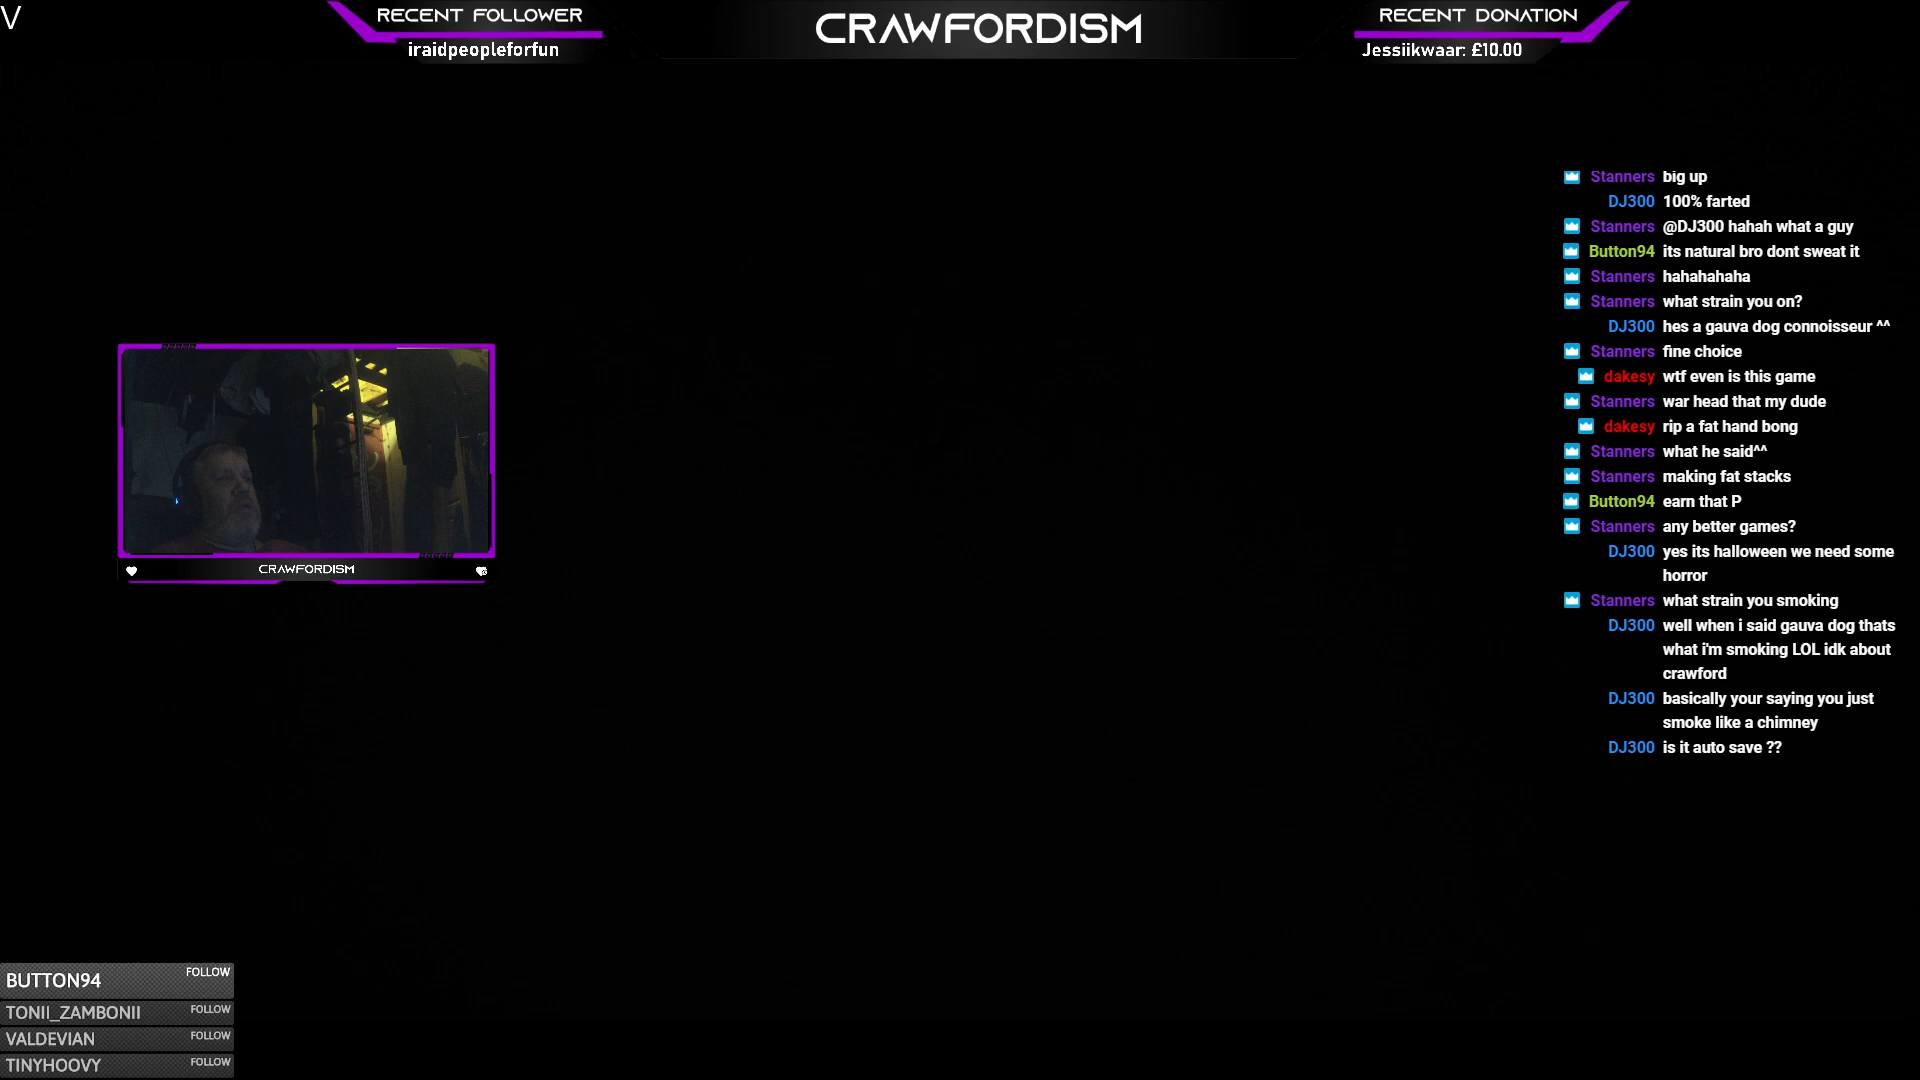 V
RECENT FOLLOWER
iraidpeopleforfun
CRAWFORDISM
RECENT DONATION
Jessiikwaar: £10.00
Stanners big up
DJ300 100% farted
Stanners @DJ300 hahah what a guy
Button94 its natural bro dont sweat it
Stanners hahahahaha
Stanners what strain you on?
DJ300 hes a gauva dog connoisseur ^^
Stanners fine choice
dakesy wtf even is this game
Stanners war head that my dude
dakesy rip a fat hand bong
Stanners what he said^^
Stanners making fat stacks
Button94 earn that P
Stanners any better games?
DJ300 yes its halloween we need some
horror
Stanners what strain you smoking
DJ300 well when i said gauva dog thats
what i'm smoking LOL idk about
crawford
DJ300 basically your saying you just
smoke like a chimney
DJ300 is it auto save ??
CRAWFORDISM
BUTTON94 FOLLOW
TONII_ZAMBONII FOLLOW
VALDEVIAN FOLLOW
TINYHOOVY FOLLOW